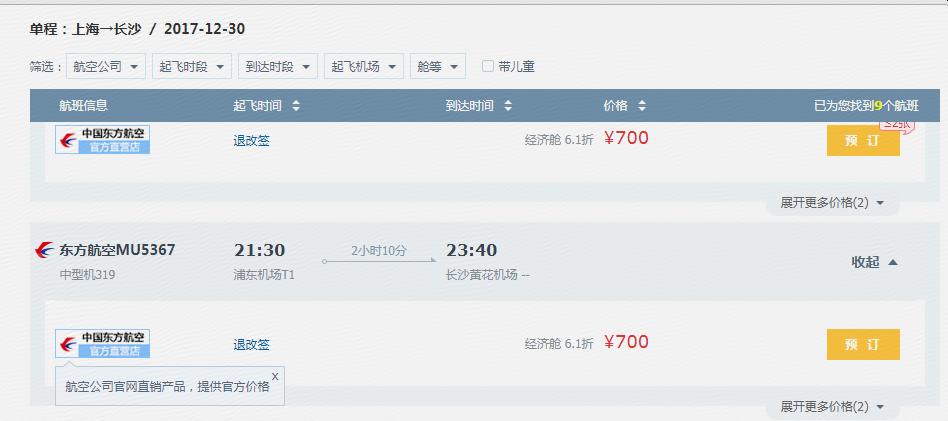 单程：上海→长沙 / 2017-12-30
筛选： 航空公司 起飞时段 到达时段 起飞机场 舱等 带儿童
航班信息 起飞时间 到达时间 价格 已为您找到9个航班
中国东方航空
官方直营店
退改签 经济舱 6.1折 ¥700 预 订
展开更多价格(2)
东方航空MU5367 21:30 2小时10分 23:40 收起
中型机319 浦东机场T1 长沙黄花机场 --
中国东方航空
官方直营店
退改签 经济舱 6.1折 ¥700 预 订
x
航空公司官网直销产品，提供官方价格
展开更多价格(2)